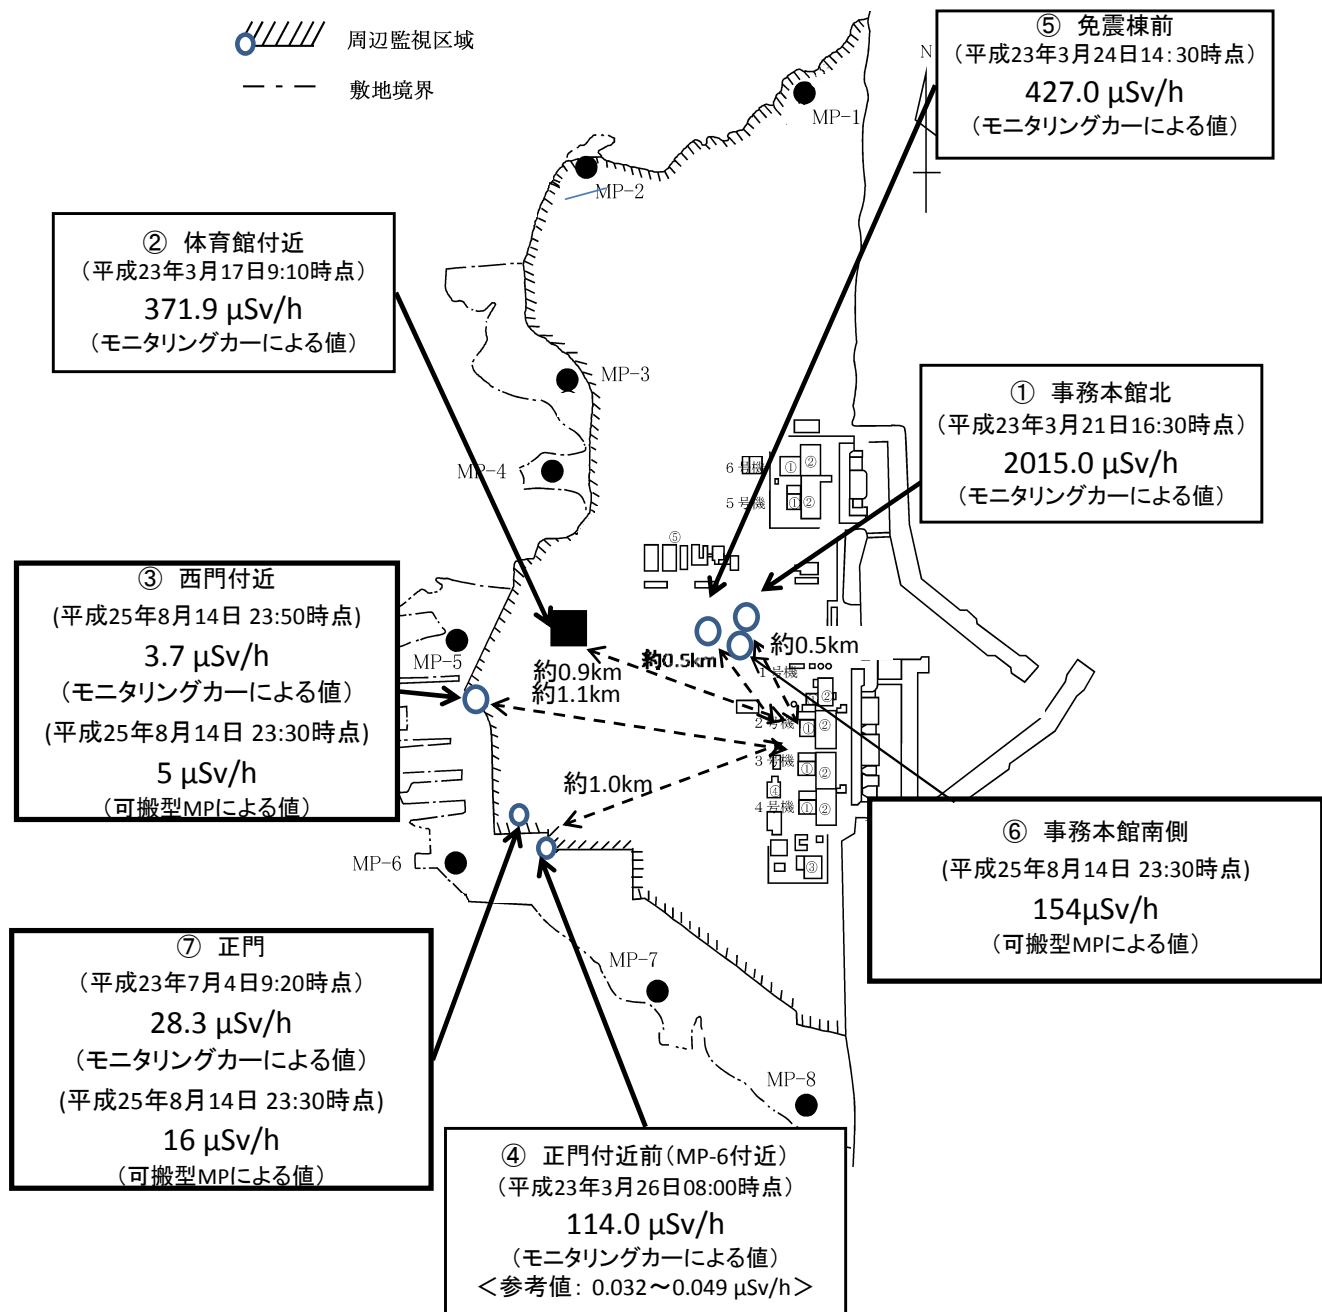 周辺監視区域
敷地境界
⑤ 免震棟前
（平成23年3月24日14:30時点）
427.0 μSv/h
（モニタリングカーによる値）
N
MP-1
MP-2
② 体育館付近
（平成23年3月17日9:10時点）
371.9 μSv/h
（モニタリングカーによる値）
MP-3
① 事務本館北
（平成23年3月21日16:30時点）
2015.0 μSv/h
（モニタリングカーによる値）
MP-4
6号機
①
②
5号機
①
②
⑤
③ 西門付近
(平成25年8月14日 23:50時点)
3.7 μSv/h
（モニタリングカーによる値）
(平成25年8月14日 23:30時点)
5 μSv/h
（可搬型MPによる値）
MP-5
約0.9km
約1.1km
約0.5km
約0.5km
1号機
②
2号機
①
②
3号機
①
②
④
4号機
①
②
③
約1.0km
MP-6
⑥ 事務本館南側
(平成25年8月14日 23:30時点)
154μSv/h
（可搬型MPによる値）
⑦ 正門
（平成23年7月4日9:20時点）
28.3 μSv/h
（モニタリングカーによる値）
(平成25年8月14日 23:30時点)
16 μSv/h
（可搬型MPによる値）
MP-7
MP-8
④ 正門付近前（MP-6付近）
（平成23年3月26日08:00時点）
114.0 μSv/h
（モニタリングカーによる値）
＜参考値： 0.032～0.049 μSv/h＞